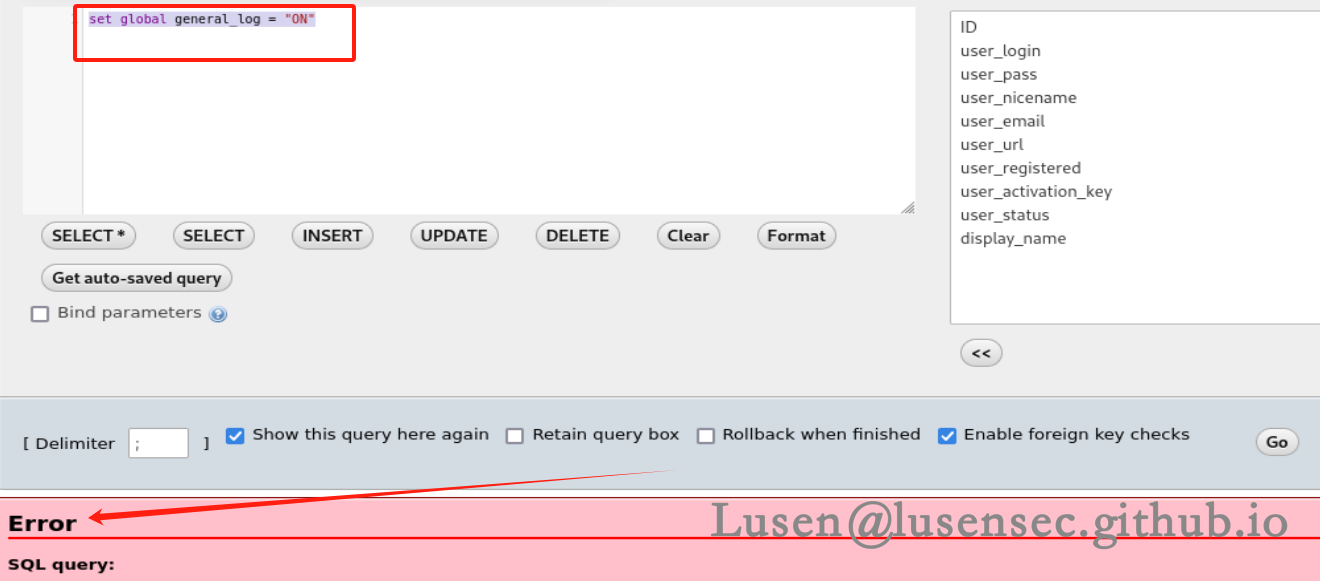 set global general_log = "ON"
ID
user_login
user_pass
user_nicename
user_email
user_url
user_registered
user_activation_key
user_status
display_name
SELECT * SELECT INSERT UPDATE DELETE Clear Format
Get auto-saved query
Bind parameters
<<
[ Delimiter ; ] Show this query here again Retain query box Rollback when finished Enable foreign key checks Go
Error
Lusen@lusensec.github.io
SQL query: